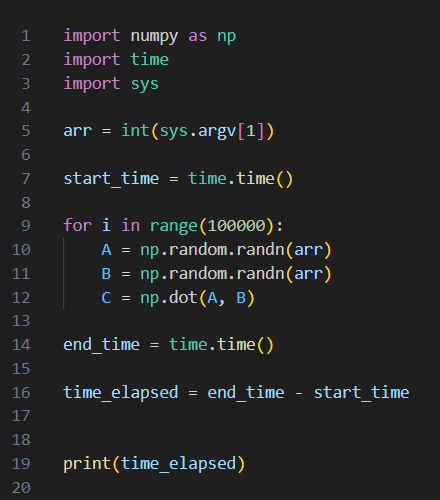 1 import numpy as np
2 import time
3 import sys
4
5 arr = int(sys.argv[1])
6
7 start_time = time.time()
8
9 for i in range(100000):
10     A = np.random.randn(arr)
11     B = np.random.randn(arr)
12     C = np.dot(A, B)
13
14 end_time = time.time()
15
16 time_elapsed = end_time - start_time
17
18
19 print(time_elapsed)
20